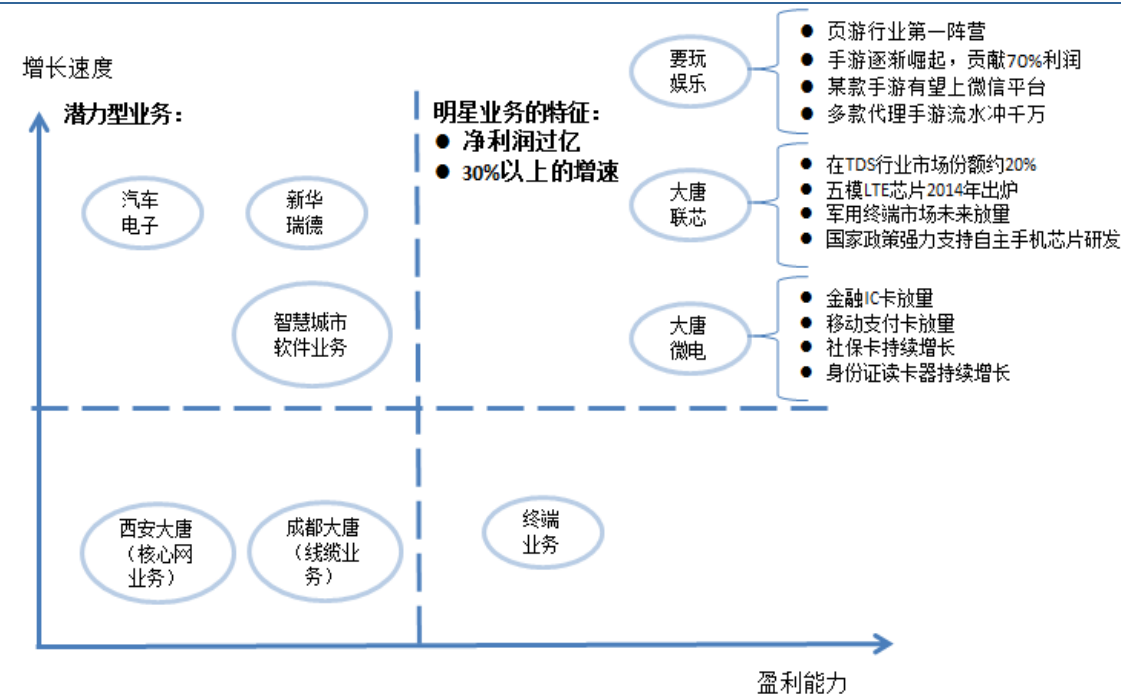 增长速度
潜力型业务：
明星业务的特征：
● 净利润过亿
● 30%以上的增速
要玩
娱乐
● 页游行业第一阵营
● 手游逐渐崛起，贡献70%利润
● 某款手游有望上微信平台
● 多款代理手游流水冲千万
汽车
电子
新华
瑞德
大唐
联芯
● 在TDS行业市场份额约20%
● 五模LTE芯片2014年出炉
● 军用终端市场未来放量
● 国家政策强力支持自主手机芯片研发
智慧城市
软件业务
大唐
微电
● 金融IC卡放量
● 移动支付卡放量
● 社保卡持续增长
● 身份证读卡器持续增长
西安大唐
（核心网
业务）
成都大唐
（线缆业
务）
终端
业务
盈利能力